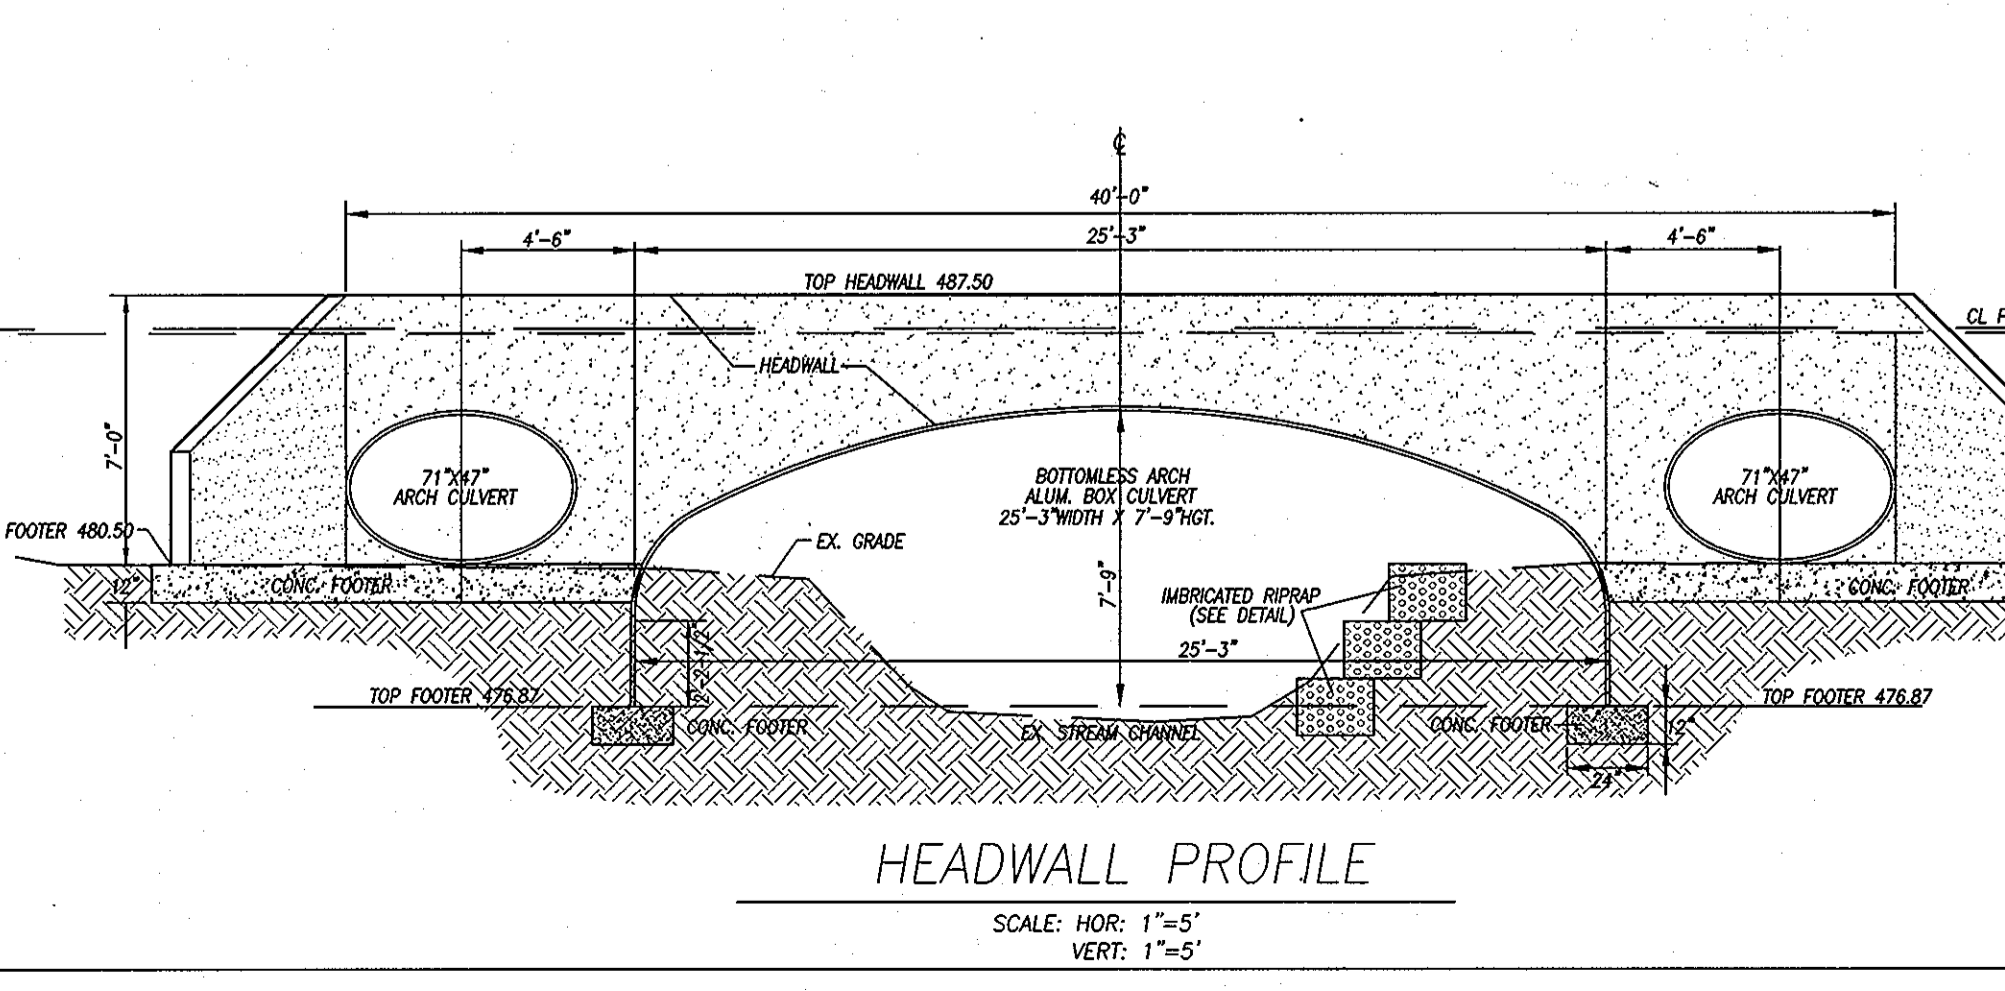 ℄
40'-0"
4'-6"
25'-3"
4'-6"
TOP HEADWALL 487.50
CL
HEADWALL
7'-0"
71"X47"
ARCH CULVERT
BOTTOMLESS ARCH
ALUM. BOX CULVERT
25'-3"WIDTH X 7'-9"HGT.
71"X47"
ARCH CULVERT
FOOTER 480.50
EX. GRADE
12"
CONC. FOOTER
7'-9"
IMBRICATED RIPRAP
(SEE DETAIL)
CONC. FOOTER
25'-3"
TOP FOOTER 476.87
TOP FOOTER 476.87
CONC. FOOTER
EX. STREAM CHANNEL
CONC. FOOTER
12"
24"
HEADWALL PROFILE
SCALE: HOR: 1"=5'
VERT: 1"=5'